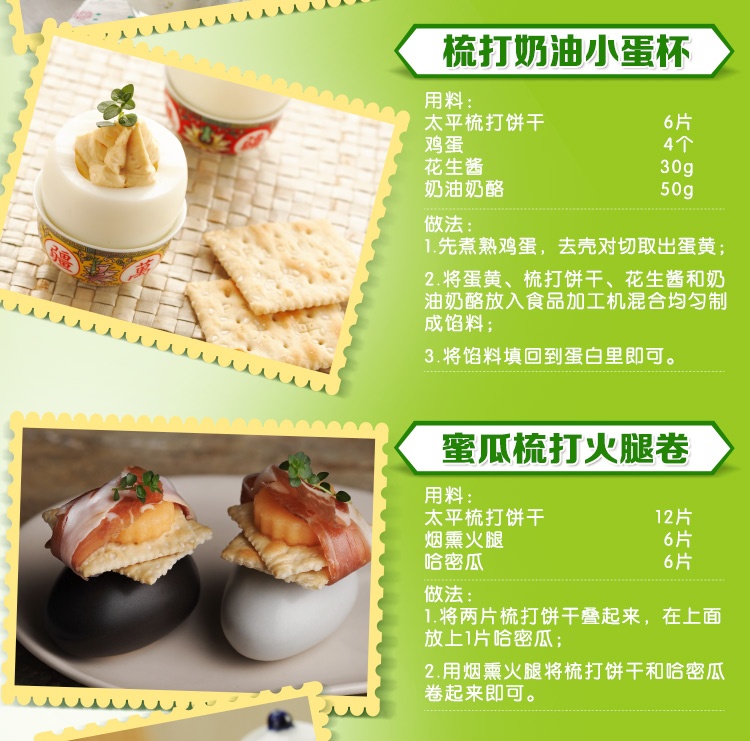 梳打奶油小蛋杯
用料：
太平梳打饼干 6片
鸡蛋 4个
花生酱 30g
奶油奶酪 50g
做法：
1.先煮熟鸡蛋，去壳对切取出蛋黄；
2.将蛋黄、梳打饼干、花生酱和奶
油奶酪放入食品加工机混合均匀制
成馅料；
3.将馅料填回到蛋白里即可。
疆
萬
蜜瓜梳打火腿卷
用料：
太平梳打饼干 12片
烟熏火腿 6片
哈密瓜 6片
做法：
1.将两片梳打饼干叠起来，在上面
放上1片哈密瓜；
2.用烟熏火腿将梳打饼干和哈密瓜
卷起来即可。